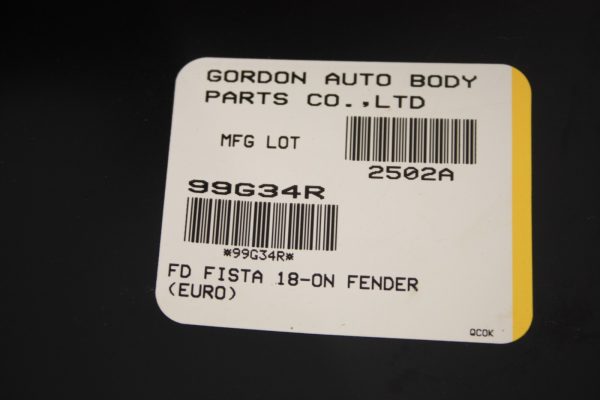 GORDON AUTO BODY
PARTS CO.,LTD
MFG LOT
2502A
99G34R
*99G34R*
FD FISTA 18-ON FENDER
(EURO)
QCOK